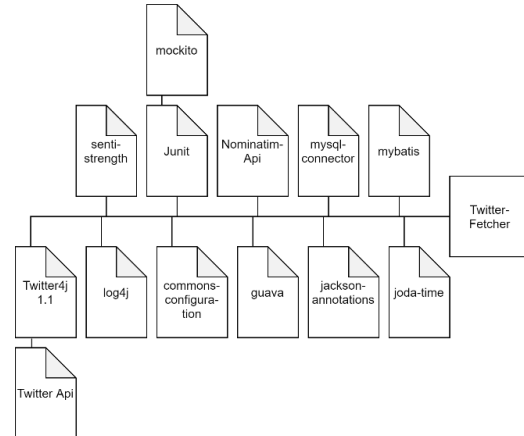 mockito
senti-
strength
Junit
Nominatim-
Api
mysql-
connector
mybatis
Twitter-
Fetcher
Twitter4j
1.1
log4j
commons-
configura-
tion
guava
jackson-
annotations
joda-time
Twitter Api